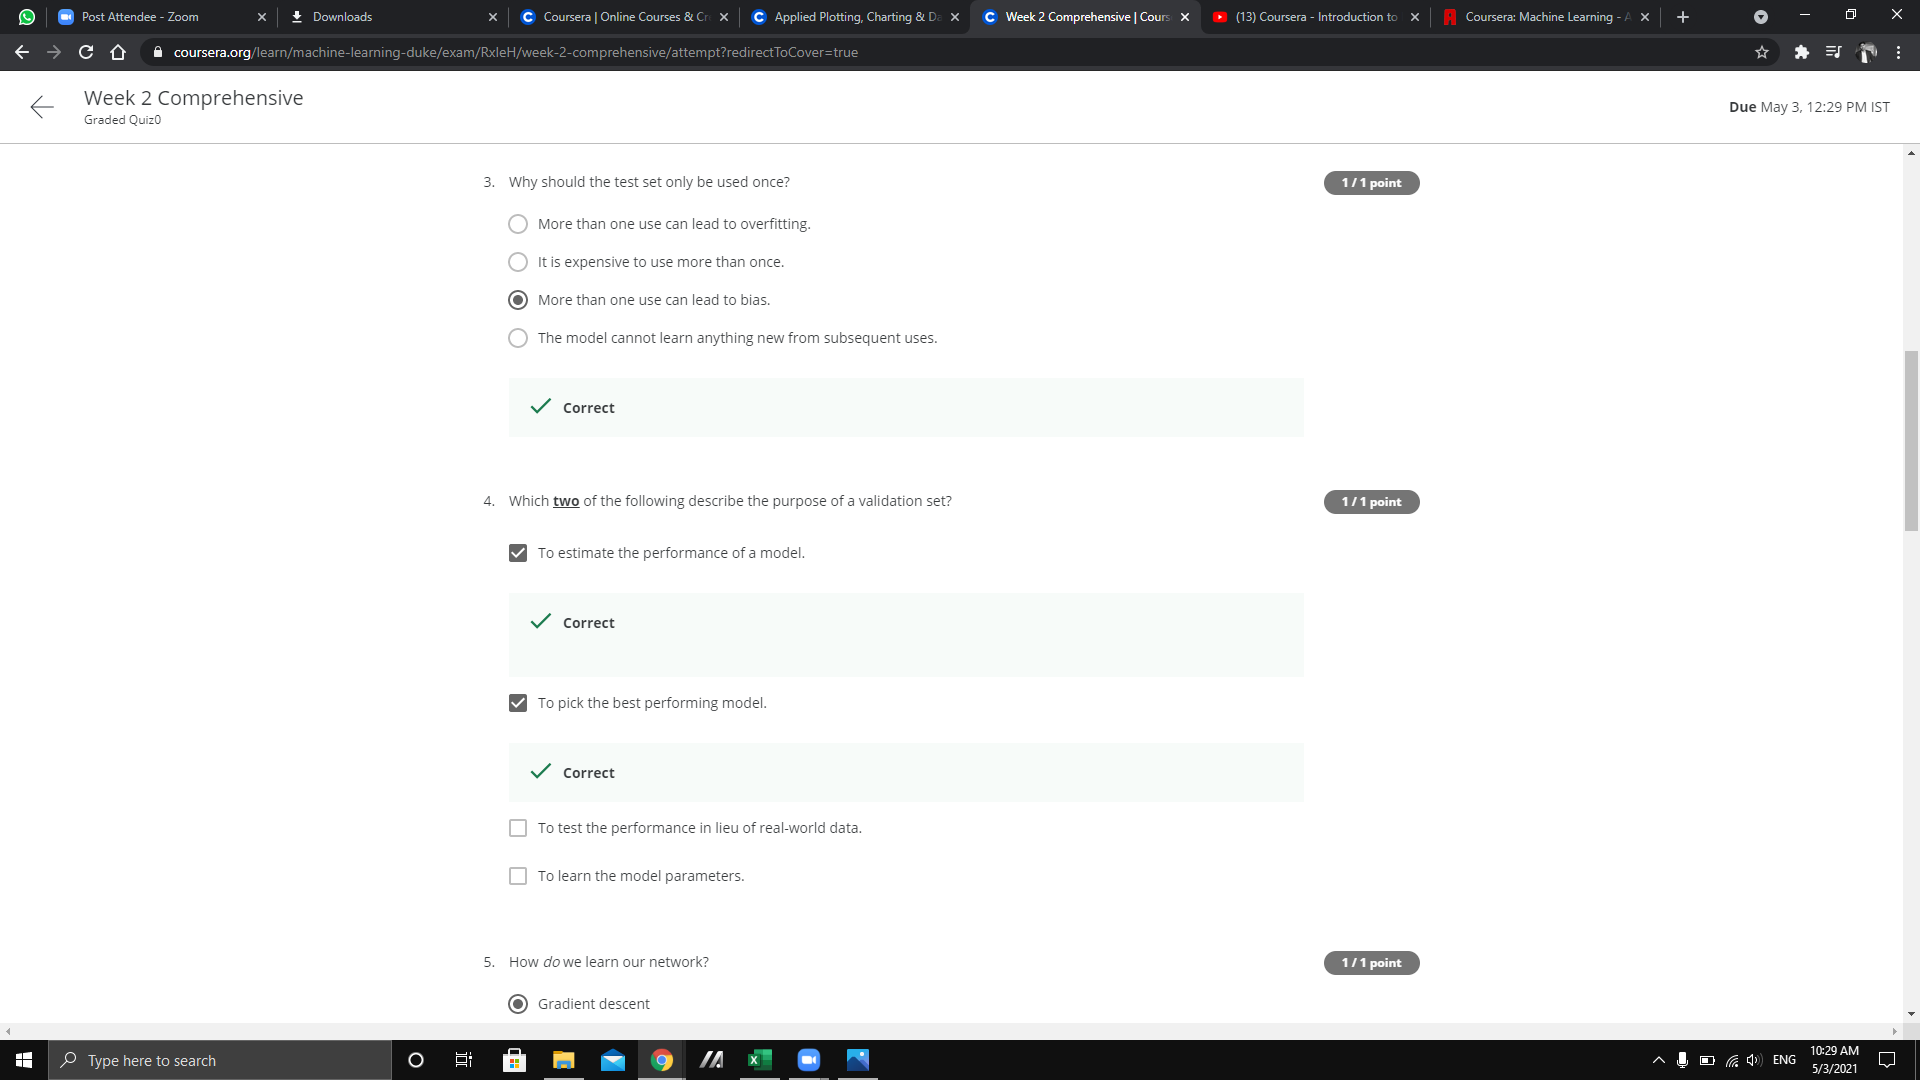 Post Attendee - Zoom
Downloads
Coursera | Online Courses & Cr
Applied Plotting, Charting & Da
Week 2 Comprehensive | Cours
(13) Coursera - Introduction to
Coursera: Machine Learning - A
coursera.org/learn/machine-learning-duke/exam/RxleH/week-2-comprehensive/attempt?redirectToCover=true
Week 2 Comprehensive
Graded Quiz0
Due May 3, 12:29 PM IST
3. Why should the test set only be used once?
1 / 1 point
More than one use can lead to overfitting.
It is expensive to use more than once.
More than one use can lead to bias.
The model cannot learn anything new from subsequent uses.
Correct
4. Which two of the following describe the purpose of a validation set?
1 / 1 point
To estimate the performance of a model.
Correct
To pick the best performing model.
Correct
To test the performance in lieu of real-world data.
To learn the model parameters.
5. How do we learn our network?
1 / 1 point
Gradient descent
Type here to search
ENG
10:29 AM
5/3/2021